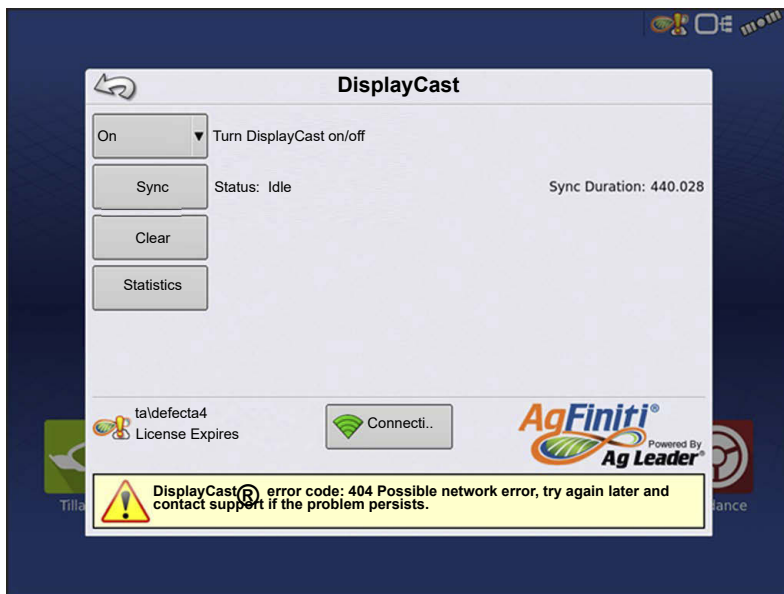 DisplayCast
On ▼ Turn DisplayCast on/off
Sync Status: Idle Sync Duration: 440.028
Clear
Statistics
ta\defecta4
License Expires
Connecti..
AgFiniti®
Powered By
Ag Leader®
DisplayCast® error code: 404 Possible network error, try again later and
contact support if the problem persists.
Tilla
dance